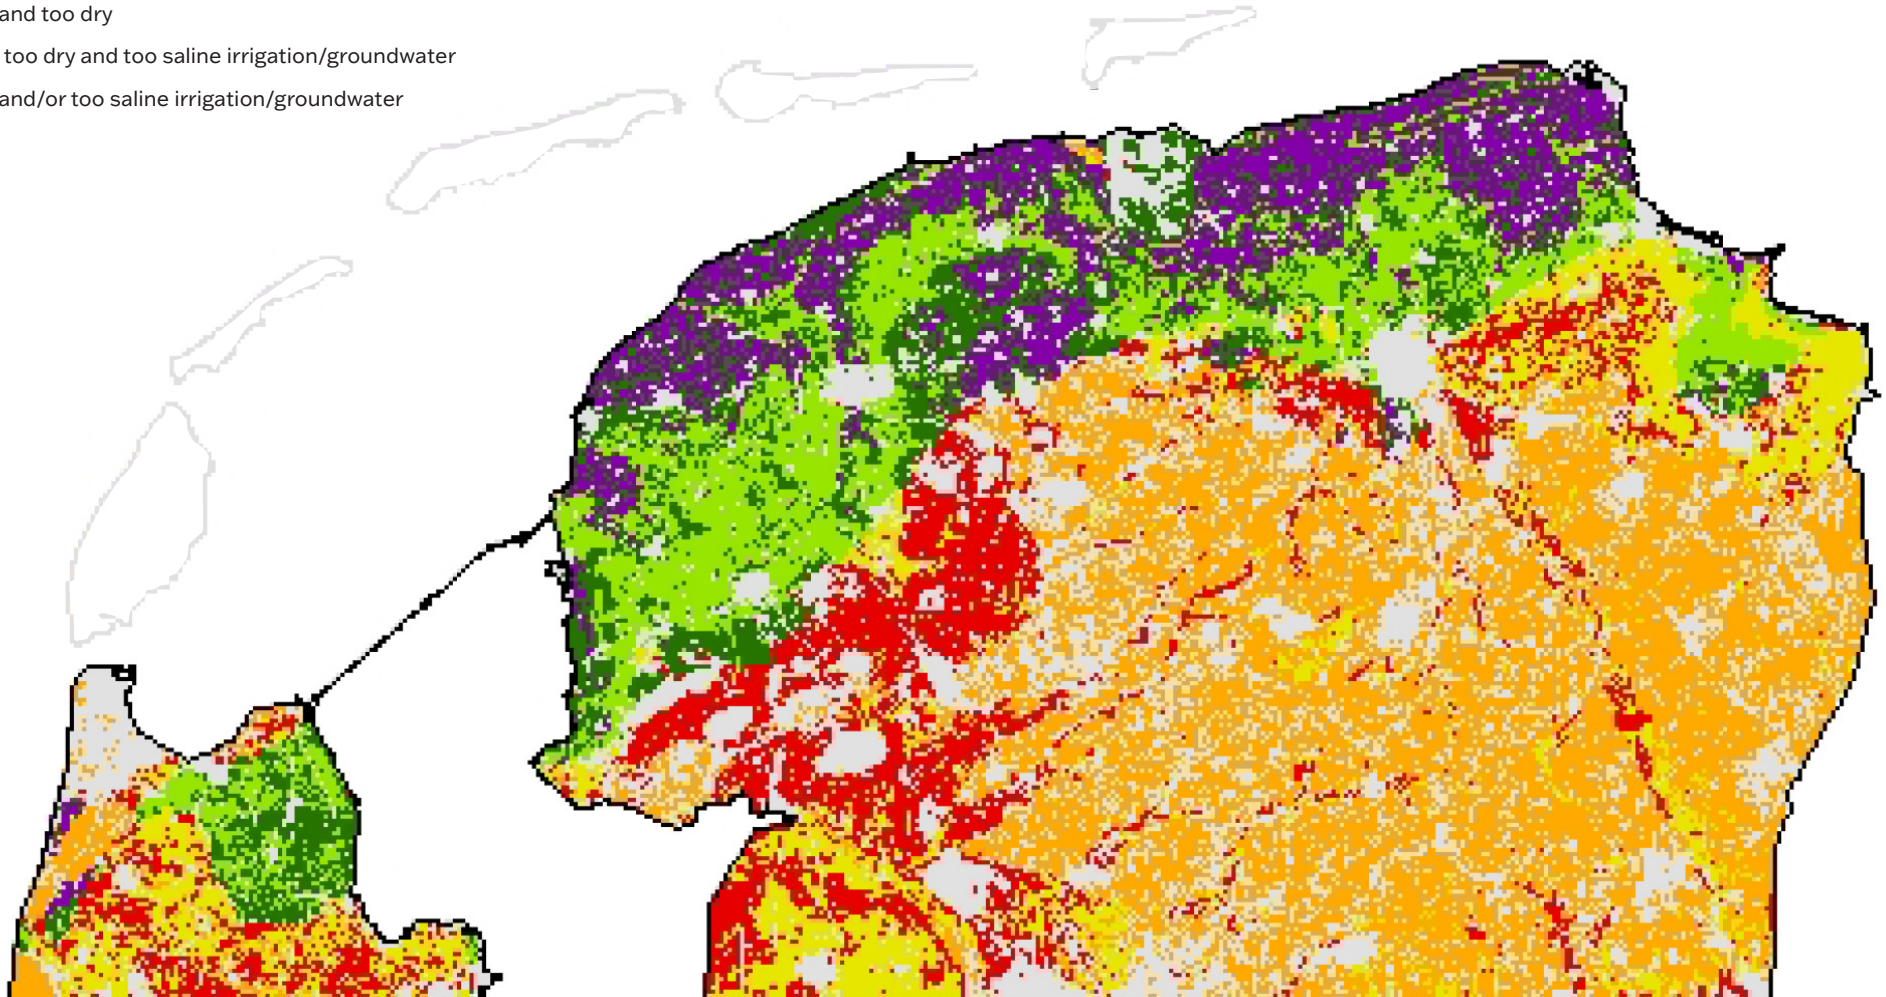 and too dry
too dry and too saline irrigation/groundwater
and/or too saline irrigation/groundwater